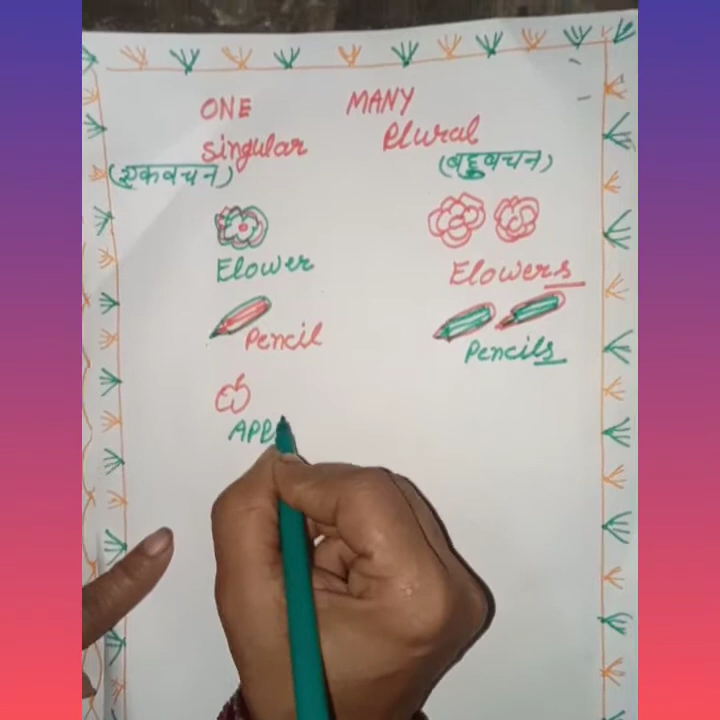 ONE MANY
singular Plural
(एकवचन) (बहुवचन)
Flower Flowers
Pencil Pencils
APP